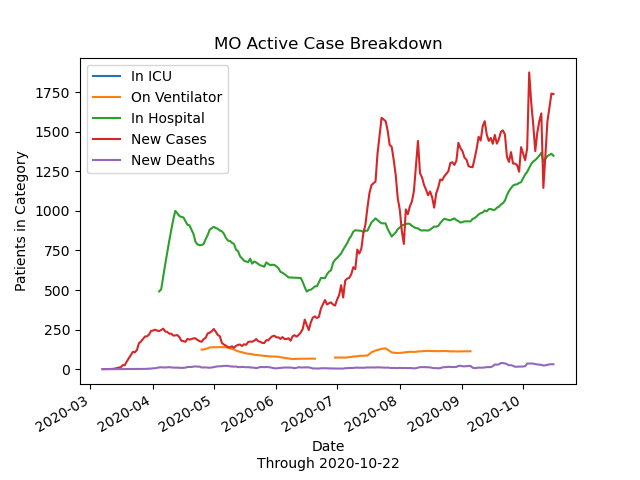 MO Active Case Breakdown
In ICU
On Ventilator
In Hospital
New Cases
New Deaths
Patients in Category
1750
1500
1250
1000
750
500
250
0
2020-03
2020-04
2020-05
2020-06
2020-07
2020-08
2020-09
2020-10
Date
Through 2020-10-22